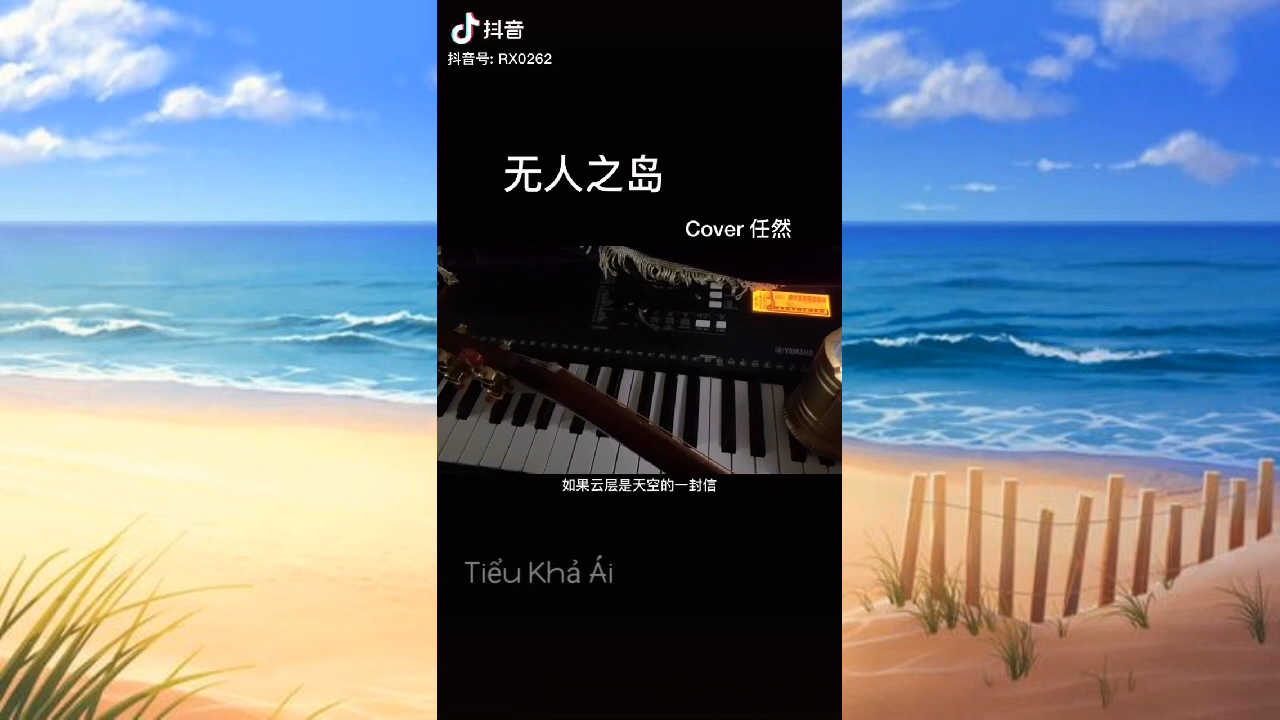 抖音
抖音号: RX0262
无人之岛
Cover 任然
YAMAHA
如果云层是天空的一封信
Tiểu Khả Ái